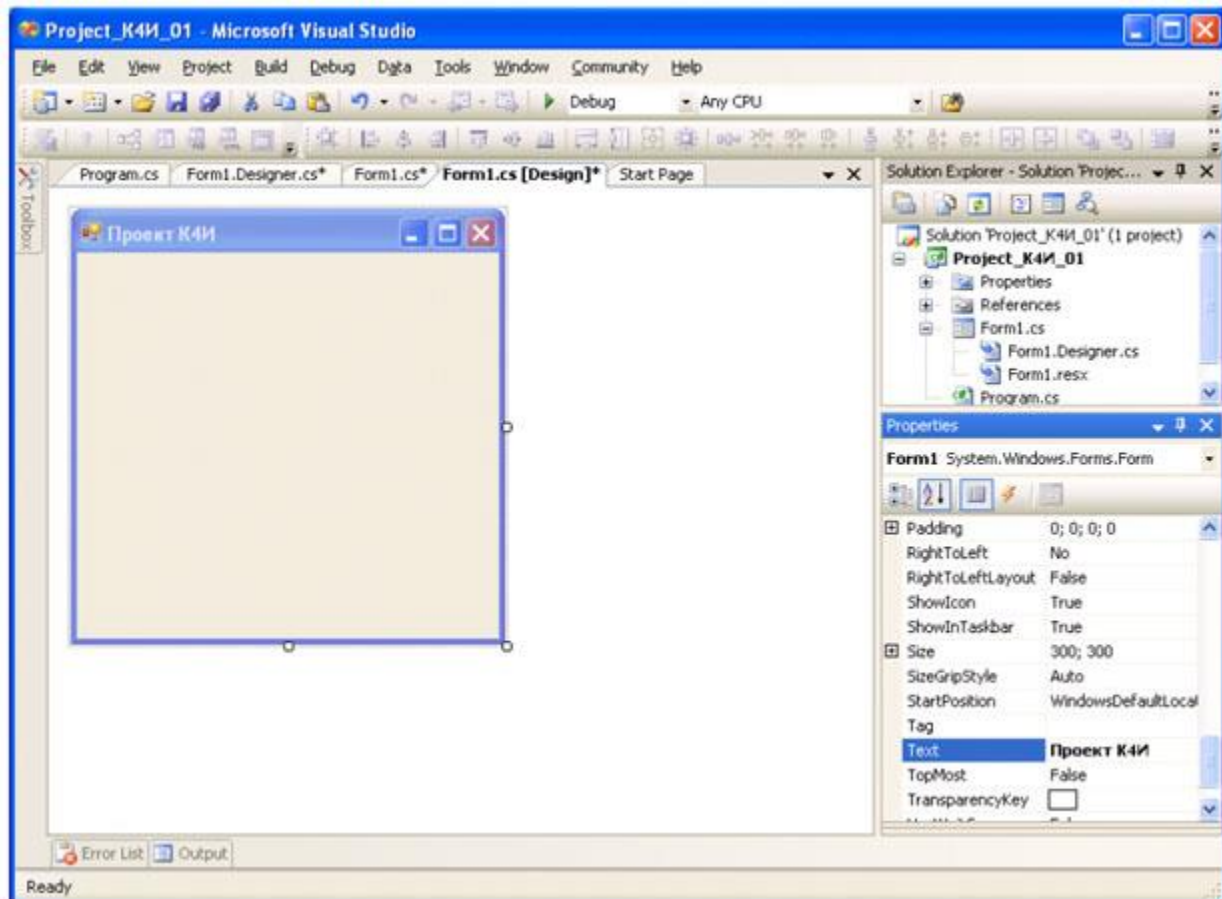 Project_К4И_01 - Microsoft Visual Studio
File Edit View Project Build Debug Data Tools Window Community Help
Debug Any CPU
Toolbox
Program.cs Form1.Designer.cs* Form1.cs* Form1.cs [Design]* Start Page
Проект К4И
Solution Explorer - Solution 'Projec...
Solution 'Project_К4И_01' (1 project)
Project_К4И_01
Properties
References
Form1.cs
Form1.Designer.cs
Form1.resx
Program.cs
Properties
Form1 System.Windows.Forms.Form
Padding 0; 0; 0; 0
RightToLeft No
RightToLeftLayout False
ShowIcon True
ShowInTaskbar True
Size 300; 300
SizeGripStyle Auto
StartPosition WindowsDefaultLocal
Tag
Text Проект К4И
TopMost False
TransparencyKey
Error List Output
Ready